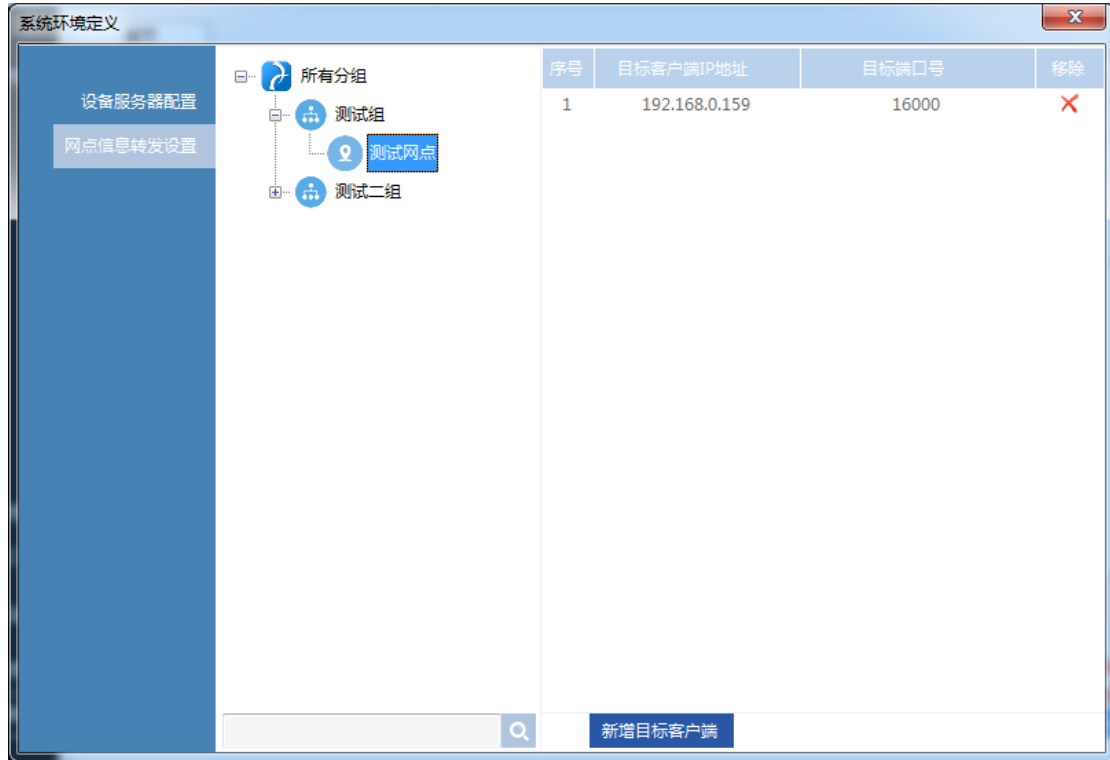 系统环境定义
设备服务器配置
网点信息转发设置
所有分组
测试组
测试网点
测试二组
序号 目标客户端IP地址 目标端口号 移除
1 192.168.0.159 16000
新增目标客户端